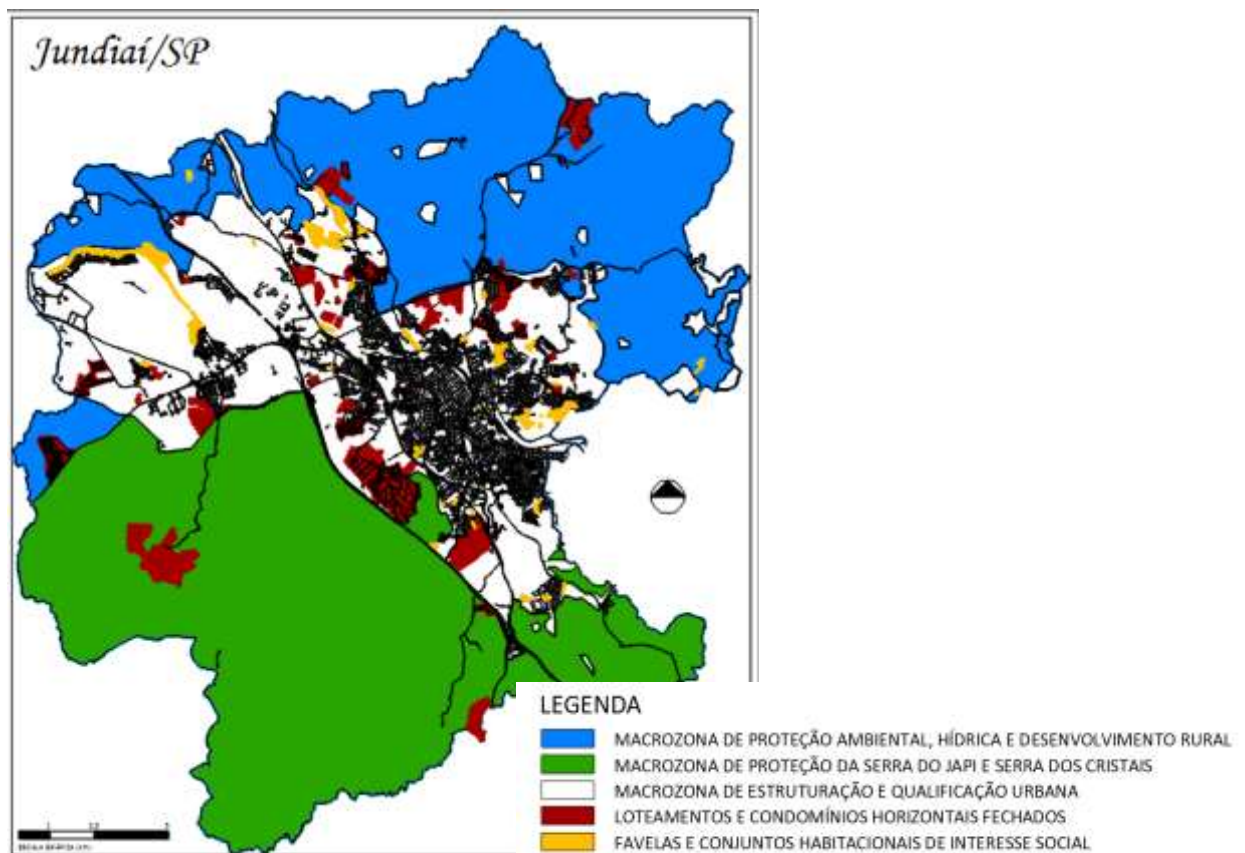 Jundiaí/SP
LEGENDA
MACROZONA DE PROTEÇÃO AMBIENTAL, HÍDRICA E DESENVOLVIMENTO RURAL
MACROZONA DE PROTEÇÃO DA SERRA DO JAPI E SERRA DOS CRISTAIS
MACROZONA DE ESTRUTURAÇÃO E QUALIFICAÇÃO URBANA
LOTEAMENTOS E CONDOMÍNIOS HORIZONTAIS FECHADOS
FAVELAS E CONJUNTOS HABITACIONAIS DE INTERESSE SOCIAL